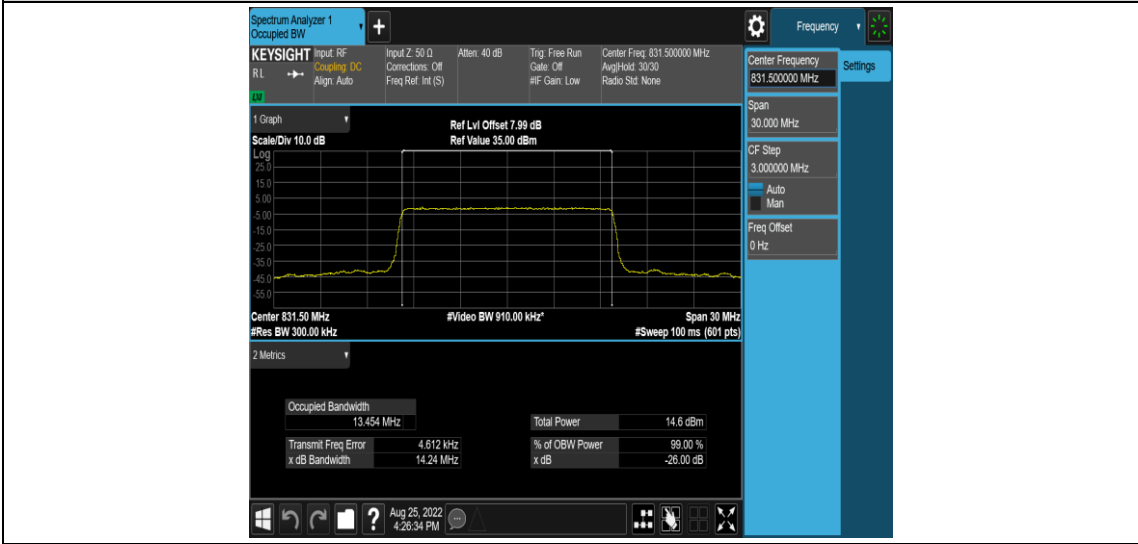 Spectrum Analyzer 1
Occupied BW
+
Frequency
KEYSIGHT Input: RF Input Z: 50 Ω Atten: 40 dB Trig: Free Run Center Freq: 831.500000 MHz
RL Coupling: DC Corrections: Off Gate: Off Avg|Hold: 30/30
Align: Auto Freq Ref: Int (S) #IF Gain: Low Radio Std: None
LNI
Center Frequency
831.500000 MHz
Settings
Span
30.000 MHz
CF Step
3.000000 MHz
Auto
Man
Freq Offset
0 Hz
1 Graph
Ref Lvl Offset 7.99 dB
Scale/Div 10.0 dB Ref Value 35.00 dBm
Log
25.0
15.0
5.00
-5.00
-15.0
-25.0
-35.0
-45.0
-55.0
Center 831.50 MHz #Video BW 910.00 kHz* Span 30 MHz
#Res BW 300.00 kHz #Sweep 100 ms (601 pts)
2 Metrics
Occupied Bandwidth
13.454 MHz Total Power 14.6 dBm
Transmit Freq Error 4.612 kHz % of OBW Power 99.00 %
x dB Bandwidth 14.24 MHz x dB -26.00 dB
? Aug 25, 2022
4:26:34 PM